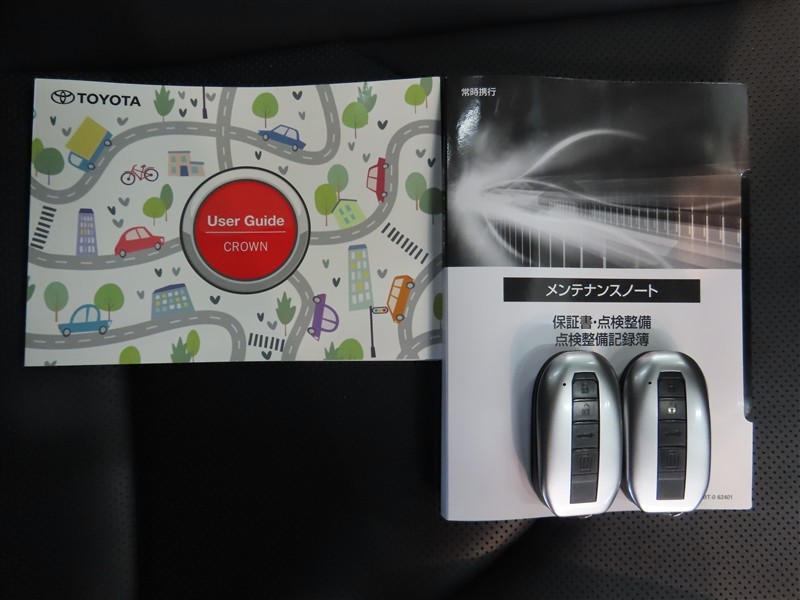 TOYOTA
User Guide
CROWN
常時携行
メンテナンスノート
保証書・点検整備
点検整備記録簿